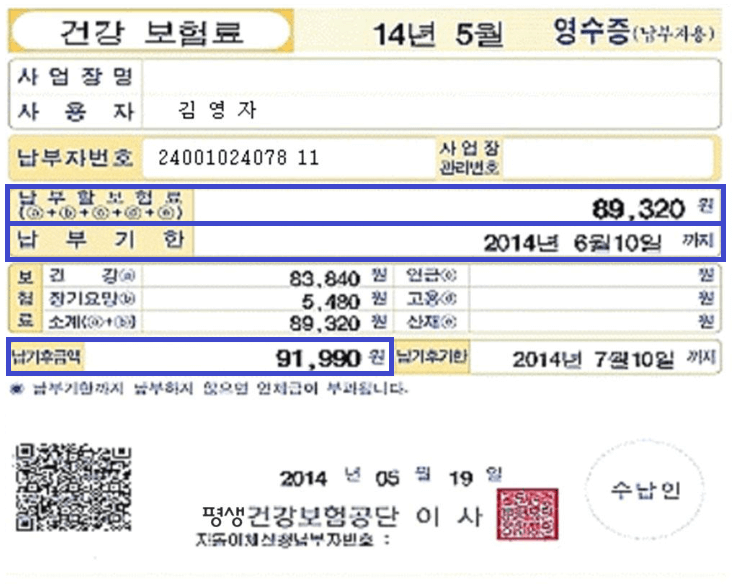 건강 보험료 14년 5월 영수증(납부자용)
사 업 장 명
사 용 자 김 영 자
납부자번호 24001024078 11 사 업 장 관리번호
납 부 할 보 험 료 (ⓐ+ⓑ+ⓒ+ⓓ+ⓔ) 89,320 원
납 부 기 한 2014년 6월10일 까지
보험료 건 강ⓐ 83,840 원 연금ⓒ 원
장기요양ⓑ 5,480 원 고용ⓓ 원
소계(ⓐ+ⓑ) 89,320 원 산재ⓔ 원
납기후금액 91,990 원 납기후기한 2014년 7월10일 까지
◉ 납부기한까지 납부하지 않으면 연체금이 부과됩니다.
2014 년 05 월 19 일
수납인
평생건강보험공단 이 사
자동이체신청납부자번호 :